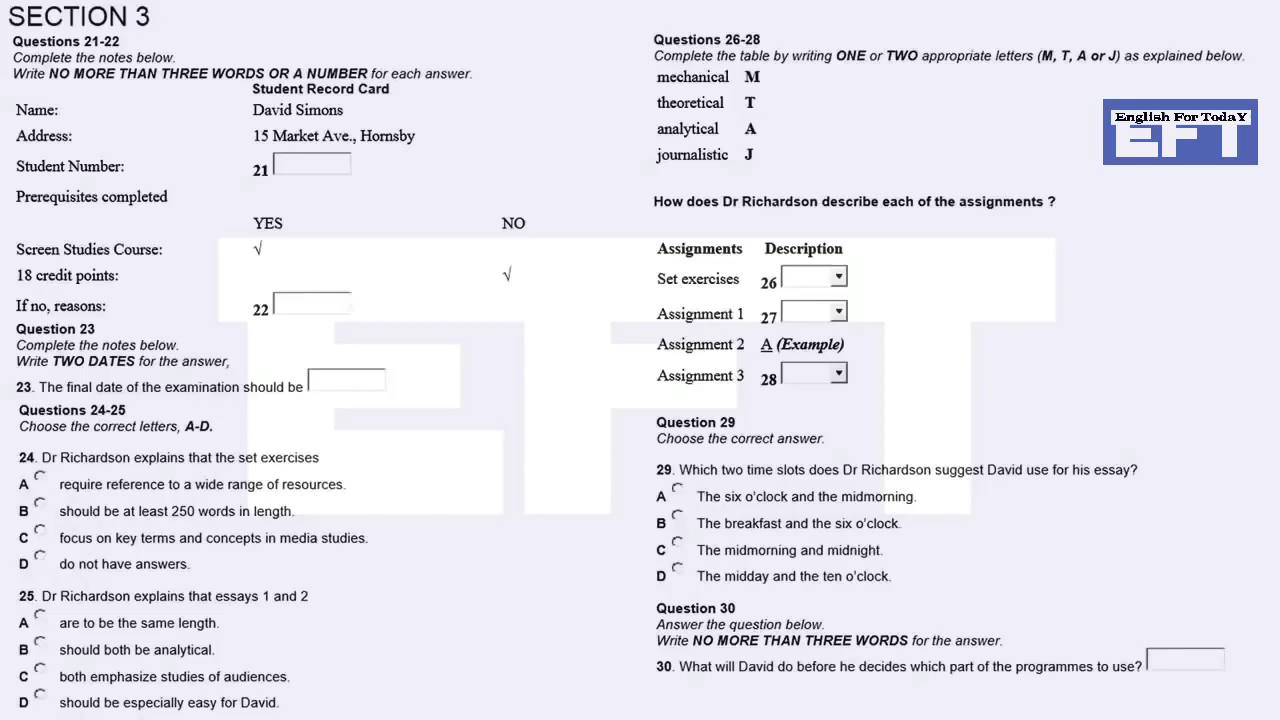 SECTION 3
Questions 21-22
Complete the notes below.
Write NO MORE THAN THREE WORDS OR A NUMBER for each answer.
Student Record Card
Name: David Simons
Address: 15 Market Ave., Hornsby
Student Number: 21
Prerequisites completed
YES NO
Screen Studies Course: √
18 credit points: √
If no, reasons: 22
Question 23
Complete the notes below.
Write TWO DATES for the answer,
23. The final date of the examination should be
Questions 24-25
Choose the correct letters, A-D.
24. Dr Richardson explains that the set exercises
A require reference to a wide range of resources.
B should be at least 250 words in length.
C focus on key terms and concepts in media studies.
D do not have answers.
25. Dr Richardson explains that essays 1 and 2
A are to be the same length.
B should both be analytical.
C both emphasize studies of audiences.
D should be especially easy for David.
Questions 26-28
Complete the table by writing ONE or TWO appropriate letters (M, T, A or J) as explained below.
mechanical M
theoretical T
analytical A
journalistic J
English For TodaY
EFT
How does Dr Richardson describe each of the assignments ?
Assignments Description
Set exercises 26
Assignment 1 27
Assignment 2 A (Example)
Assignment 3 28
Question 29
Choose the correct answer.
29. Which two time slots does Dr Richardson suggest David use for his essay?
A The six o'clock and the midmorning.
B The breakfast and the six o'clock.
C The midmorning and midnight.
D The midday and the ten o'clock.
Question 30
Answer the question below.
Write NO MORE THAN THREE WORDS for the answer.
30. What will David do before he decides which part of the programmes to use?
EFT